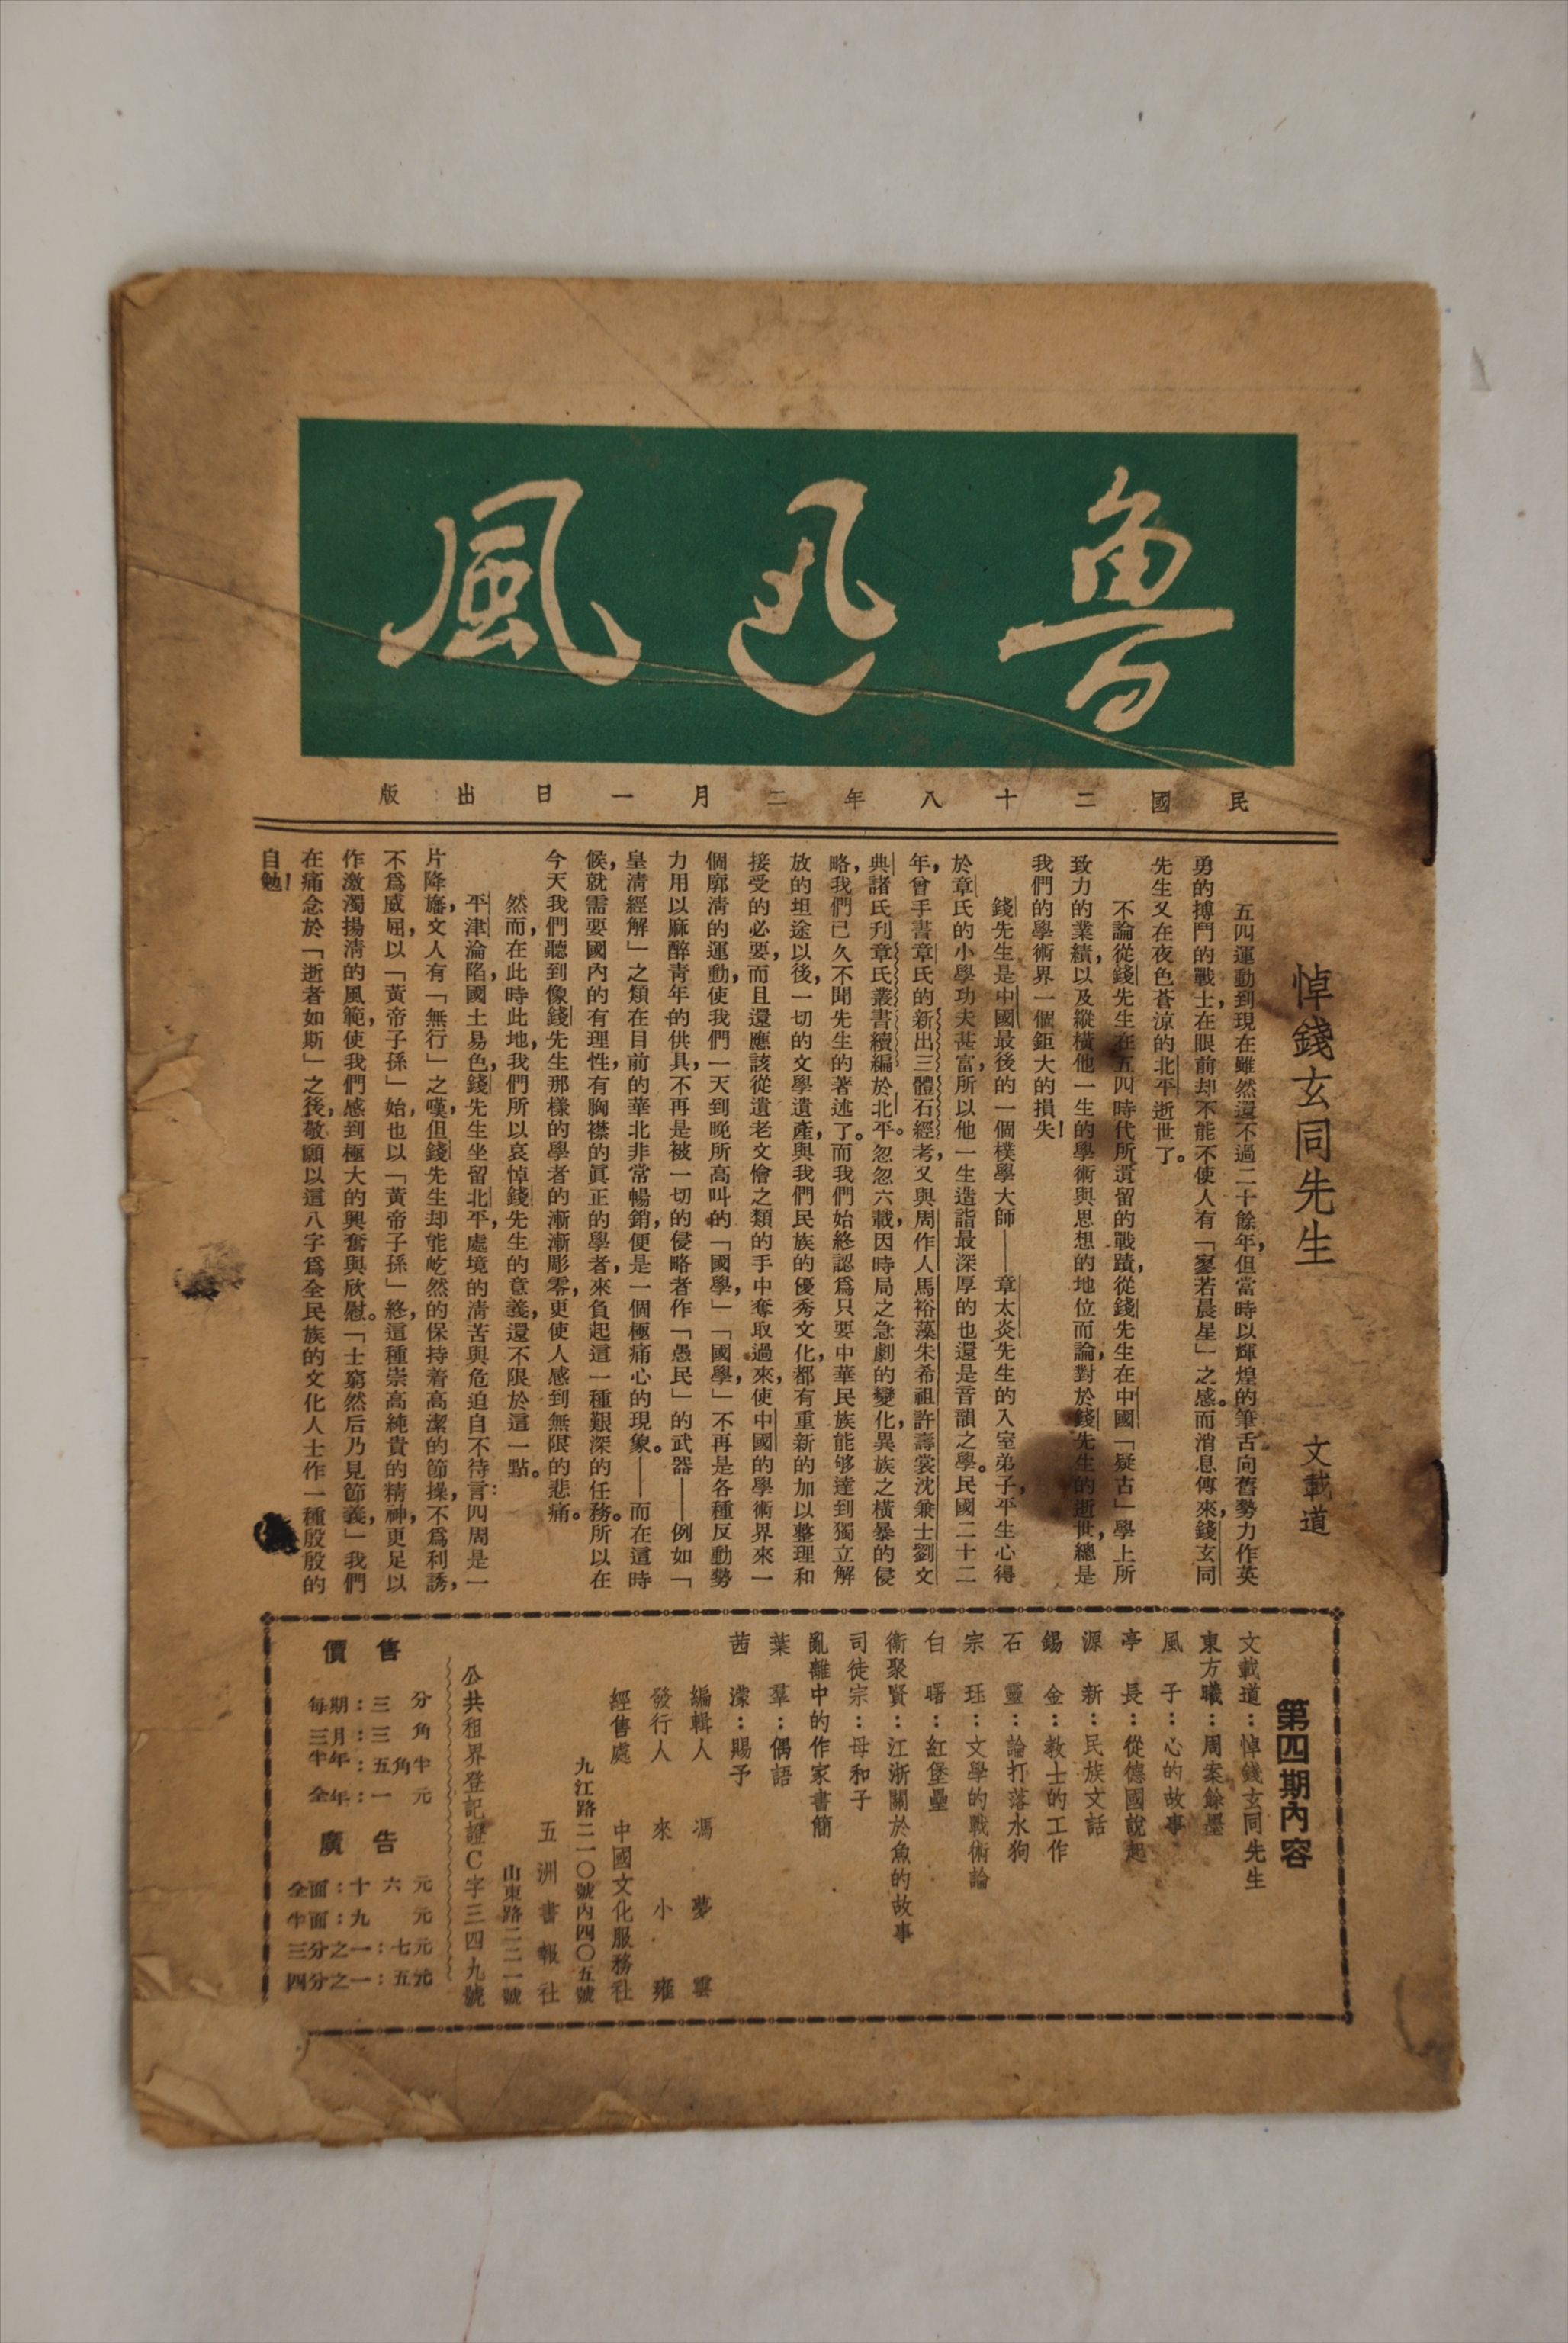 魯迅風
民國二十八年二月一日出版
悼錢玄同先生
文載道
五四運動到現在雖然還不過二十餘年，但當時以輝煌的筆舌向舊勢力作英
勇的搏鬥的戰士，在眼前却不能不使人有「寥若晨星」之感。而消息傳來，錢玄同
先生又在夜色蒼涼的北平逝世了。
不論從錢先生在五四時代所遺留的戰蹟，從錢先生在中國「疑古」學上所
致力的業績，以及縱橫他一生的學術與思想的地位而論，對於錢先生的逝世，總是
我們的學術界一個鉅大的損失！
錢先生是中國最後的一個樸學大師——章太炎先生的入室弟子，平生心得
於章氏的小學功夫甚富，所以他一生造詣最深厚的也還是音韻之學。民國二十二
年，曾手書章氏的新出三體石經考，又與周作人馬裕藻朱希祖許壽裳沈兼士劉文
典諸氏刋章氏叢書續編於北平。忽忽六載，因時局之急劇的變化，異族之橫暴的侵
略，我們已久不聞先生的著述了。而我們始終認爲只要中華民族能够達到獨立解
放的坦途以後，一切的文學遺產，與我們民族的優秀文化，都有重新的加以整理和
接受的必要，而且還應該從遺老文儈之類的手中奪取過來，使中國的學術界來一
個廓清的運動，使我們一天到晚所高叫的「國學，」「國學，」不再是各種反動勢
力用以麻醉青年的供具，不再是被一切的侵略者作「愚民」的武器——例如「
皇清經解」之類在目前的華北非常暢銷，便是一個極痛心的現象。——而在這時
候，就需要國內的有理性，有胸襟的眞正的學者，來負起這一種艱深的任務。所以在
今天我們聽到像錢先生那樣的學者的漸漸彫零，更使人感到無限的悲痛。
然而，在此時此地，我們所以哀悼錢先生的意義，還不限於這一點。
平津淪陷，國土易色，錢先生坐留北平，處境的清苦與危迫自不待言：四周是一
片降旛，文人有「無行」之嘆，但錢先生却能屹然的保持着高潔的節操，不爲利誘，
不爲威屈，以「黃帝子孫」始，也以「黃帝子孫」終，這種崇高純貴的精神，更足以
作激濁揚清的風範，使我們感到極大的興奮與欣慰。「士窮然后乃見節義，」我們
在痛念於「逝者如斯」之後，敬願以這八字爲全民族的文化人士作一種殷殷的
自勉！
第四期內容
文載道：悼錢玄同先生
東方曦：周案餘墨
風子：心的故事
亭長：從德國說起
源新：民族文話
錫金：教士的工作
石靈：論打落水狗
宗珏：文學的戰術論
白曙：紅堡壘
衛聚賢：江浙關於魚的故事
司徒宗：母和子
亂離中的作家書簡
葉羣：偶語
茜濛：賜予
編輯人 馮夢雲
發行人 來小雍
經售處 中國文化服務社
九江路二一〇號內四〇五號
五洲書報社
山東路二二一號
公共租界登記證C字三四九號
售價
每期：三分
三月：三角
半年：五角半
全年：一元
廣告
全面：十六元
半面：九元
三分之一：七元
四分之一：五元